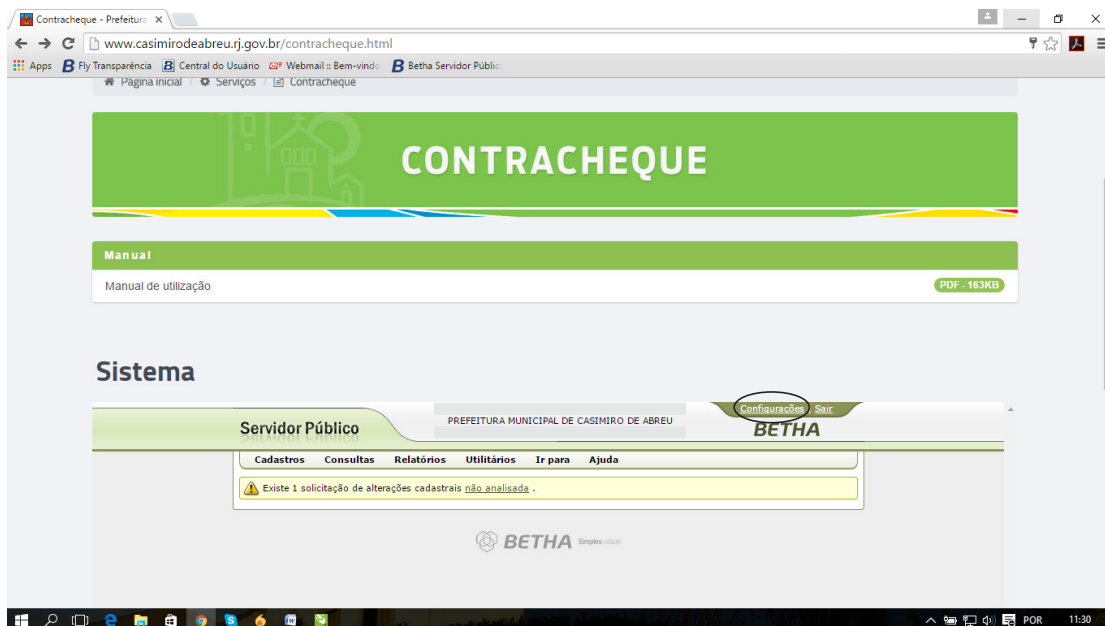 Contracheque - Prefeitura
www.casimirodeabreu.rj.gov.br/contracheque.html
Apps Fly Transparência Central do Usuário Webmail :: Bem-vindo Betha Servidor Públic
Página inicial / Serviços / Contracheque
CONTRACHEQUE
Manual
Manual de utilização PDF - 163KB
Sistema
Configurações Sair
Servidor Público PREFEITURA MUNICIPAL DE CASIMIRO DE ABREU BETHA
Cadastros Consultas Relatórios Utilitários Ir para Ajuda
Existe 1 solicitação de alterações cadastrais não analisada .
BETHA Simplescidade
POR 11:30